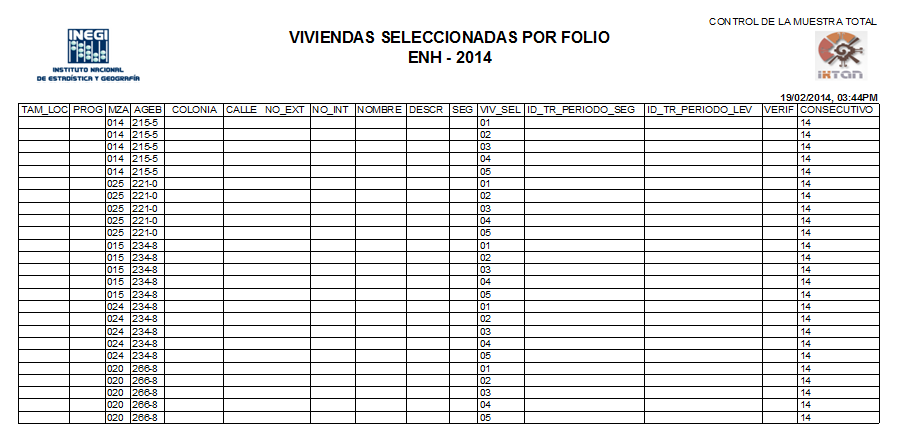 CONTROL DE LA MUESTRA TOTAL
INEGI
INSTITUTO NACIONAL
DE ESTADÍSTICA Y GEOGRAFÍA
VIVIENDAS SELECCIONADAS POR FOLIO
ENH - 2014
IKTAN
19/02/2014, 03:44PM
TAM_LOC PROG MZA AGEB COLONIA CALLE NO_EXT NO_INT NOMBRE DESCR SEG VIV_SEL ID_TR_PERIODO_SEG ID_TR_PERIODO_LEV VERIF CONSECUTIVO
014 215-5 01 14
014 215-5 02 14
014 215-5 03 14
014 215-5 04 14
014 215-5 05 14
025 221-0 01 14
025 221-0 02 14
025 221-0 03 14
025 221-0 04 14
025 221-0 05 14
015 234-8 01 14
015 234-8 02 14
015 234-8 03 14
015 234-8 04 14
015 234-8 05 14
024 234-8 01 14
024 234-8 02 14
024 234-8 03 14
024 234-8 04 14
024 234-8 05 14
020 266-8 01 14
020 266-8 02 14
020 266-8 03 14
020 266-8 04 14
020 266-8 05 14